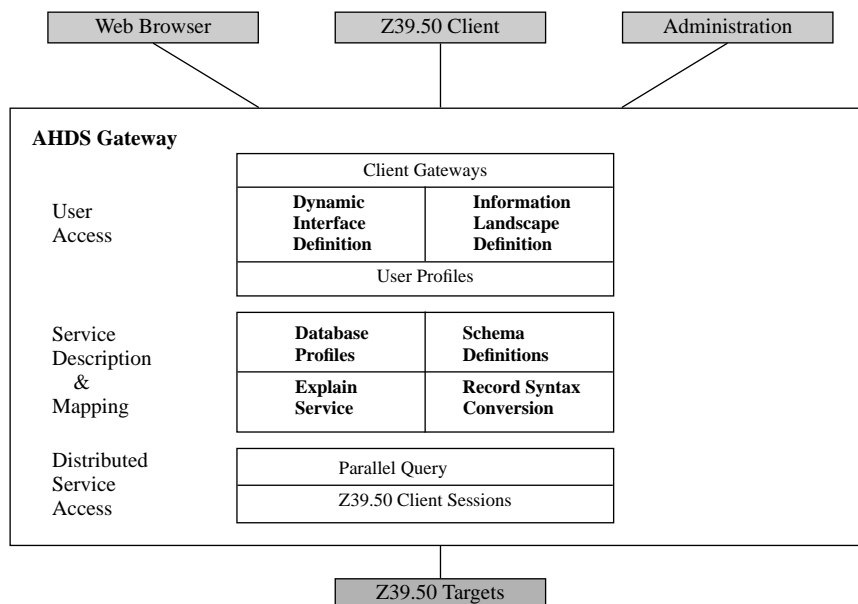 Web Browser
Z39.50 Client
Administration
AHDS Gateway
User
Access
Client Gateways
Dynamic
Interface
Definition
Information
Landscape
Definition
User Profiles
Service
Description
&
Mapping
Database
Profiles
Schema
Definitions
Explain
Service
Record Syntax
Conversion
Distributed
Service
Access
Parallel Query
Z39.50 Client Sessions
Z39.50 Targets